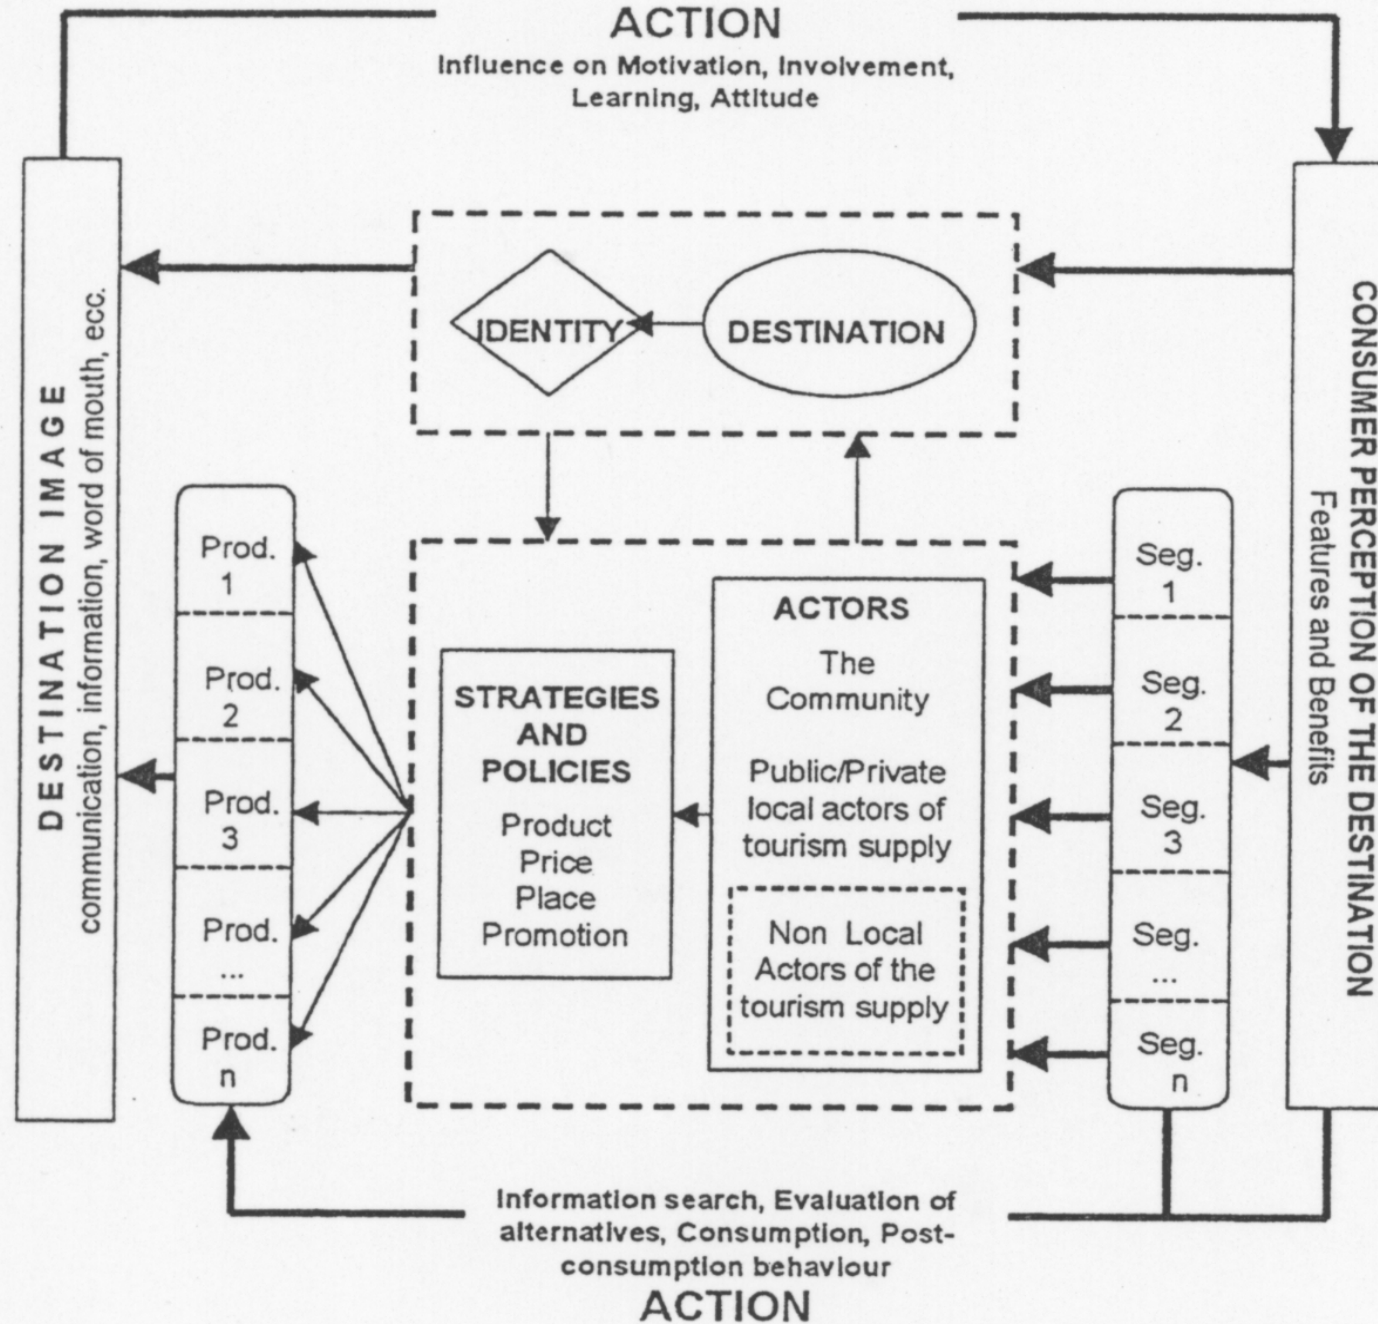 ACTION
Influence on Motivation, Involvement,
Learning, Attitude
DESTINATION IMAGE
communication, information, word of mouth, ecc.
IDENTITY
DESTINATION
CONSUMER PERCEPTION OF THE DESTINATION
Features and Benefits
Prod.
1
Prod.
2
Prod.
3
Prod.
...
Prod.
n
STRATEGIES
AND
POLICIES
Product
Price
Place
Promotion
ACTORS
The
Community
Public/Private
local actors of
tourism supply
Non Local
Actors of the
tourism supply
Seg.
1
Seg.
2
Seg.
3
Seg.
...
Seg.
n
Information search, Evaluation of
alternatives, Consumption, Post-
consumption behaviour
ACTION